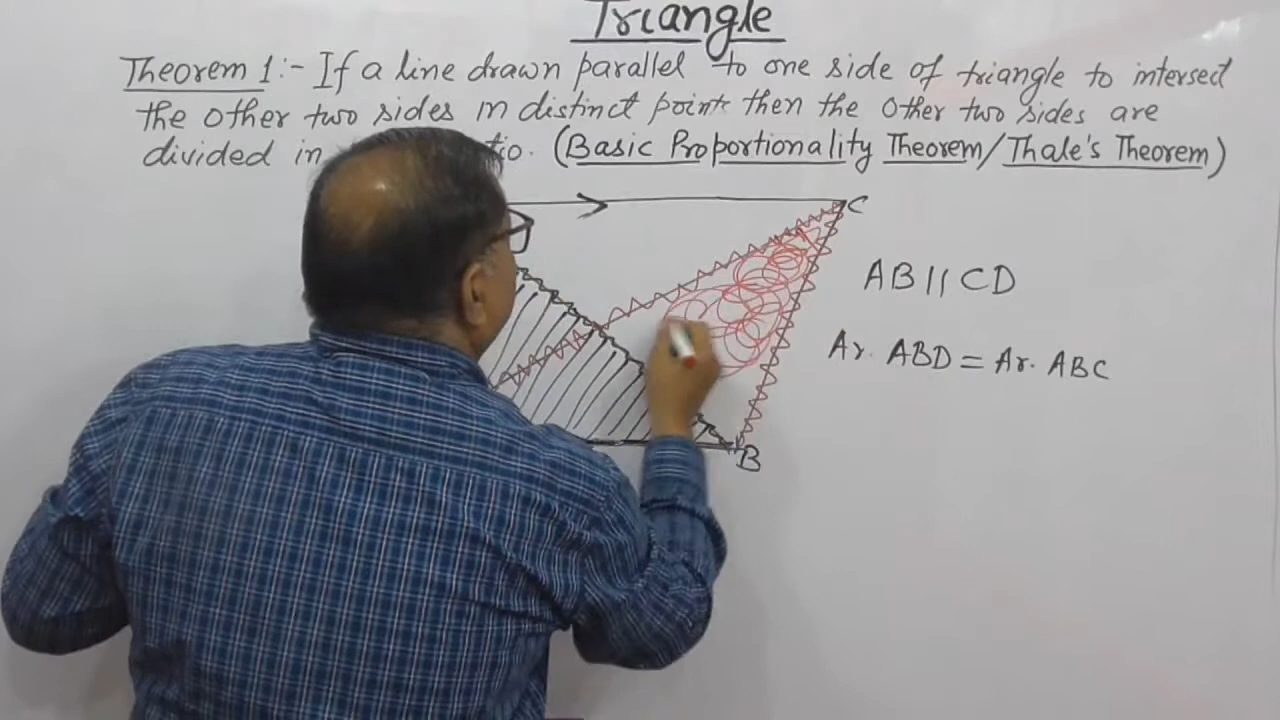 Triangle
Theorem 1:- If a line drawn parallel to one side of triangle to intersect
the other two sides in distinct points then the other two sides are
divided in tio. (Basic Proportionality Theorem/Thale's Theorem)
C
AB || CD
Ar. ABD = Ar. ABC
B